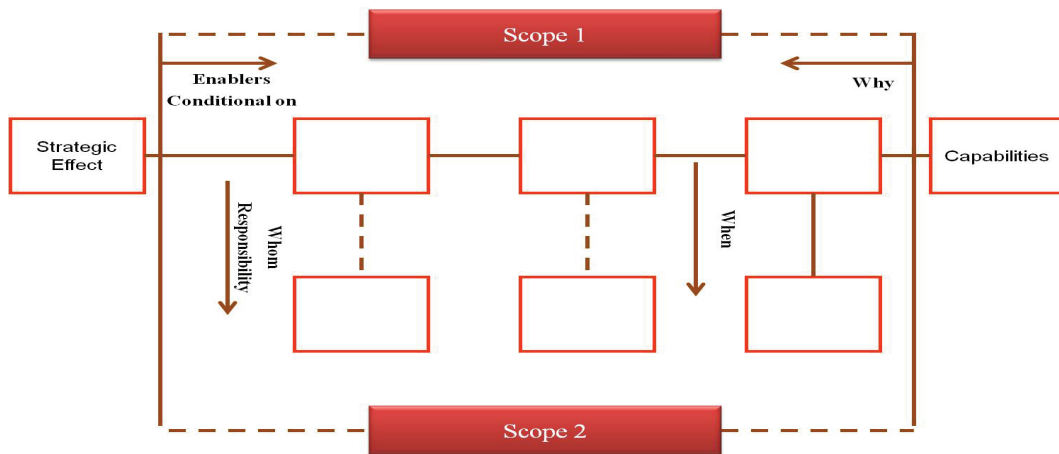 Scope 1
Enablers
Conditional on
Why
Strategic
Effect
Capabilities
Whom
Responsibility
When
Scope 2